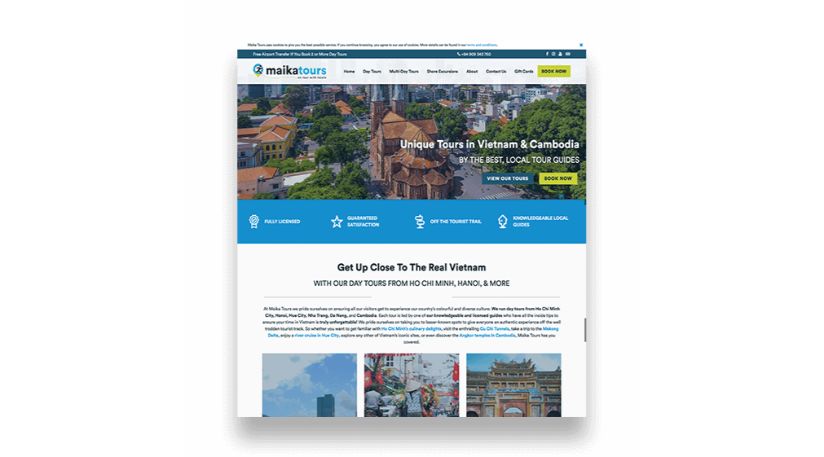 Maika Tours uses cookies to give you the best possible service. If you continue browsing, you agree to our use of cookies. More details can be found in our terms and conditions.
Free Airport Transfer If You Book 2 or More Day Tours
maikatours
Home Day Tours Multi-Day Tours Shore Excursions About Contact Us Gift Cards BOOK NOW
Unique Tours in Vietnam & Cambodia
BY THE BEST, LOCAL TOUR GUIDES
VIEW OUR TOURS BOOK NOW
FULLY LICENSED
GUARANTEED
SATISFACTION
OFF THE TOURIST TRAIL
KNOWLEDGEABLE LOCAL
GUIDES
Get Up Close To The Real Vietnam
WITH OUR DAY TOURS FROM HO CHI MINH, HANOI, & MORE
At Maika Tours we pride ourselves on ensuring all our visitors get to experience our country's colourful and diverse culture. We run day tours from Ho Chi Minh
City, Hanoi, Hue City, Nha Trang, Da Nang, and Cambodia. Each tour is led by one of our knowledgeable and licensed guides who have all the inside tips to
ensure your time in Vietnam is truly unforgettable! We pride ourselves on taking you to lesser-known spots to give everyone an authentic experience off the well
trodden tourist track. So whether you want to get familiar with Ho Chi Minh's culinary delights, visit the enthralling Cu Chi Tunnels, take a trip to the Mekong
Delta, enjoy a river cruise in Hue City, explore any other of Vietnam's iconic sites, or even discover the Angkor temples in Cambodia, Maika Tours has you
covered.